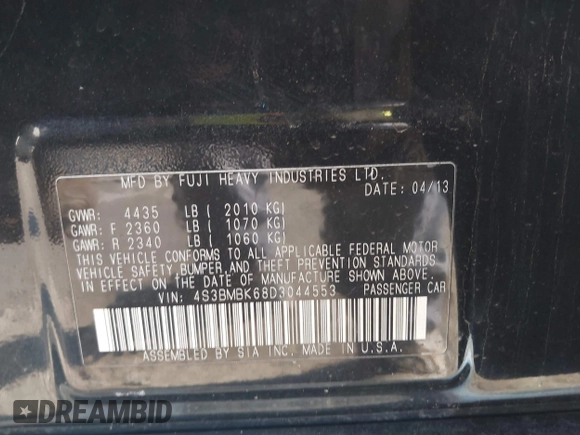 MFD BY FUJI HEAVY INDUSTRIES LTD.
DATE: 04/13
GVWR: 4435 LB ( 2010 KG)
GAWR: F 2360 LB ( 1070 KG)
GAWR: R 2340 LB ( 1060 KG)
THIS VEHICLE CONFORMS TO ALL APPLICABLE FEDERAL MOTOR
VEHICLE SAFETY, BUMPER, AND THEFT PREVENTION STANDARDS
IN EFFECT ON THE DATE OF MANUFACTURE SHOWN ABOVE.
VIN: 4S3BMBK68D3044553 PASSENGER CAR
ASSEMBLED BY SIA INC. MADE IN U.S.A.
DREAMBID